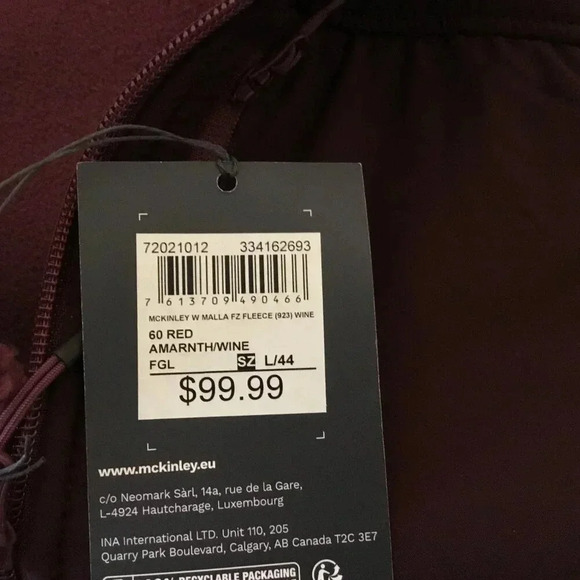 72021012 334162693
7 613709 490466
MCKINLEY W MALLA FZ FLEECE (923) WINE
60 RED
AMARNTH/WINE
FGL SZ L/44
$99.99
www.mckinley.eu
c/o Neomark Sàrl, 14a, rue de la Gare,
L-4924 Hautcharage, Luxembourg
INA International LTD. Unit 110, 205
Quarry Park Boulevard, Calgary, AB Canada T2C 3E7
RECYCLABLE PACKAGING